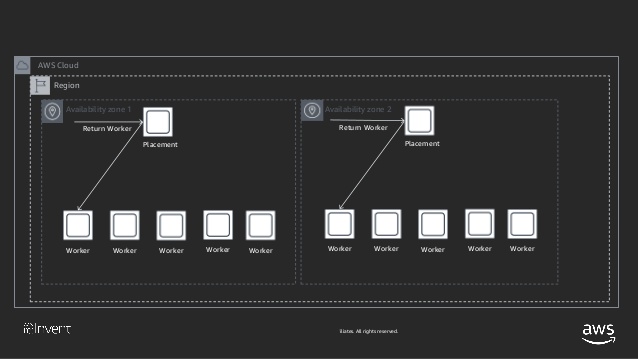 AWS Cloud
Region
Availability zone 1
Availability zone 2
Return Worker
Return Worker
Placement
Placement
Worker
Worker
Worker
Worker
Worker
Worker
Worker
Worker
Worker
Worker
re:Invent
iliates. All rights reserved.
aws